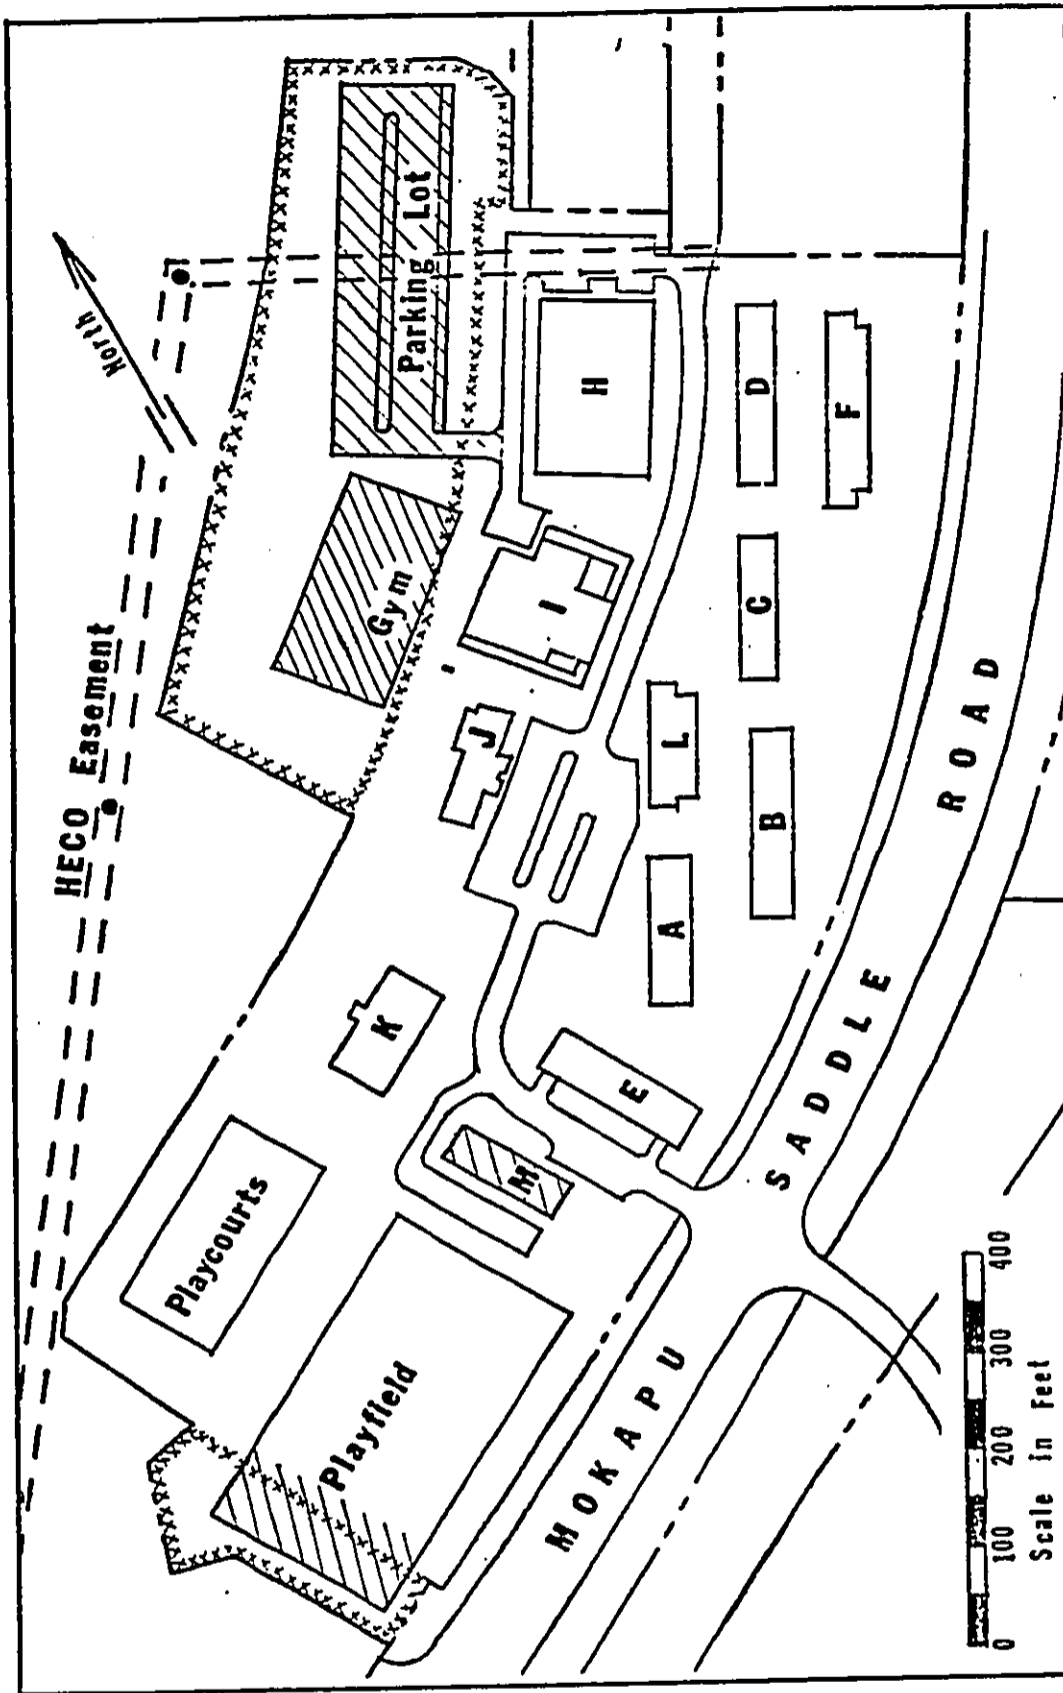 North
HECO Easement
Parking Lot
Gym
H
I
J
D
F
C
L
B
A
K
E
M
Playcourts
Playfield
MOKAPU
SADDLE ROAD
0 100 200 300 400
Scale in Feet